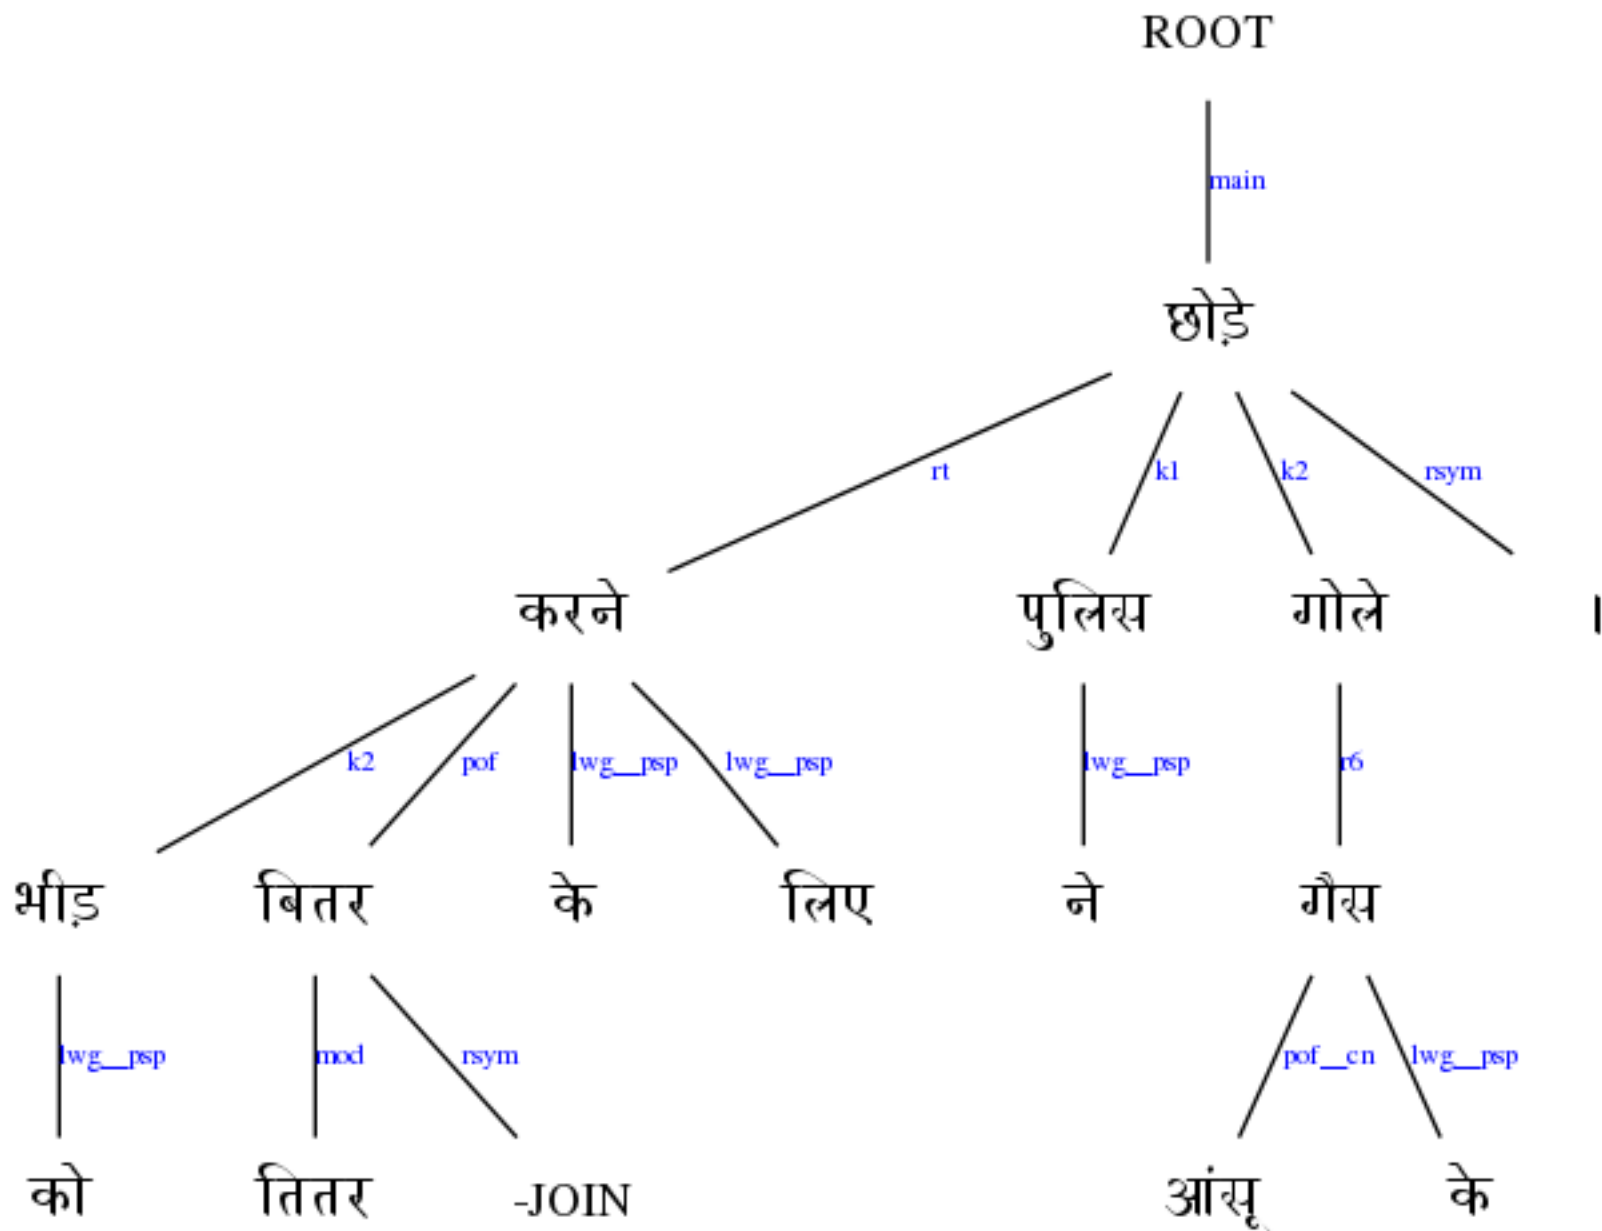 ROOT
main
छोड़े
rt k1 k2 rsym
करने पुलिस गोले ।
k2 pof lwg__psp lwg__psp lwg__psp r6
भीड़ बितर के लिए ने गैस
lwg__psp mod rsym pof__cn lwg__psp
को तितर -JOIN आंसू के